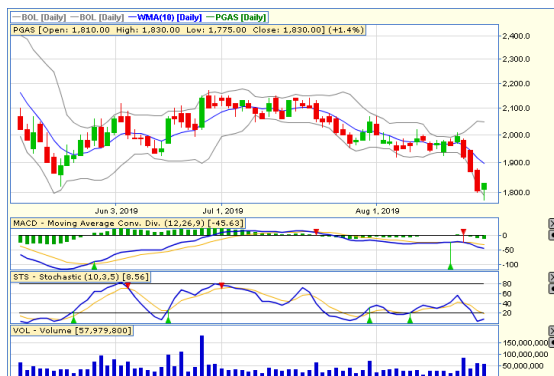 BOL [Daily] BOL [Daily] WMA(10) [Daily] PGAS [Daily]
PGAS [Open: 1,810.00 High: 1,830.00 Low: 1,775.00 Close: 1,830.00] (+1.4%)
2,400.0
2,300.0
2,200.0
2,100.0
2,000.0
1,900.0
1,800.0
Jun 3, 2019 Jul 1, 2019 Aug 1, 2019
MACD - Moving Average Conv. Div. (12,26,9) [-45.63]
0
-50
-100
STS - Stochastic (10,3,5) [8.56]
80
60
40
20
VOL - Volume [57,979,800]
150,000,000
100,000,000
50,000,000